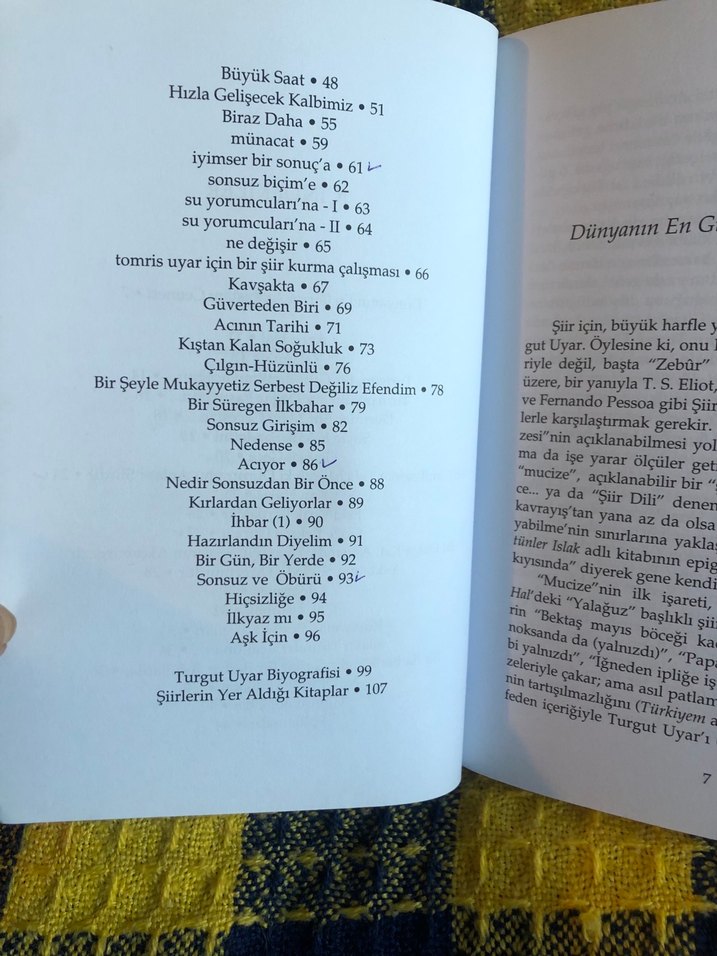 Büyük Saat • 48
Hızla Gelişecek Kalbimiz • 51
Biraz Daha • 55
münacat • 59
iyimser bir sonuç'a • 61
sonsuz biçim'e • 62
su yorumcuları'na - I • 63
su yorumcuları'na - II • 64
ne değişir • 65
tomris uyar için bir şiir kurma çalışması • 66
Kavşakta • 67
Güverteden Biri • 69
Acının Tarihi • 71
Kıştan Kalan Soğukluk • 73
Çılgın-Hüzünlü • 76
Bir Şeyle Mukayyetiz Serbest Değiliz Efendim • 78
Bir Süregen İlkbahar • 79
Sonsuz Girişim • 82
Nedense • 85
Acıyor • 86
Nedir Sonsuzdan Bir Önce • 88
Kırlardan Geliyorlar • 89
İhbar (1) • 90
Hazırlandın Diyelim • 91
Bir Gün, Bir Yerde • 92
Sonsuz ve Öbürü • 93
Hiçsizliğe • 94
İlkyaz mı • 95
Aşk İçin • 96
Turgut Uyar Biyografisi • 99
Şiirlerin Yer Aldığı Kitaplar • 107
Dünyanın En
Şiir için, büyük harfle
gut Uyar. Öylesine ki, onu
riyle değil, başta "Zebûr"
üzere, bir yanıyla T. S. Eliot,
ve Fernando Pessoa gibi Şiir
lerle karşılaştırmak gerekir.
zesi"nin açıklanabilmesi yol
ma da işe yarar ölçüler
"mucize", açıklanabilir bir
ce... ya da "Şiir Dili" denen
kavrayış'tan yana az da olsa
yabilme'nin sınırlarına
tünler Islak adlı kitabının
kıyısında" diyerek gene kendi
"Mucize"nin ilk işareti,
Hal'deki "Yalağuz" başlıklı
rin "Bektaş mayıs böceği
noksanda da (yalnızdı)",
bi yalnızdı", "İğneden ipliğe
zeleriyle çakar; ama asıl
nin tartışılmazlığını (Türkiyem
feden içeriğiyle Turgut Uyar'ı
7